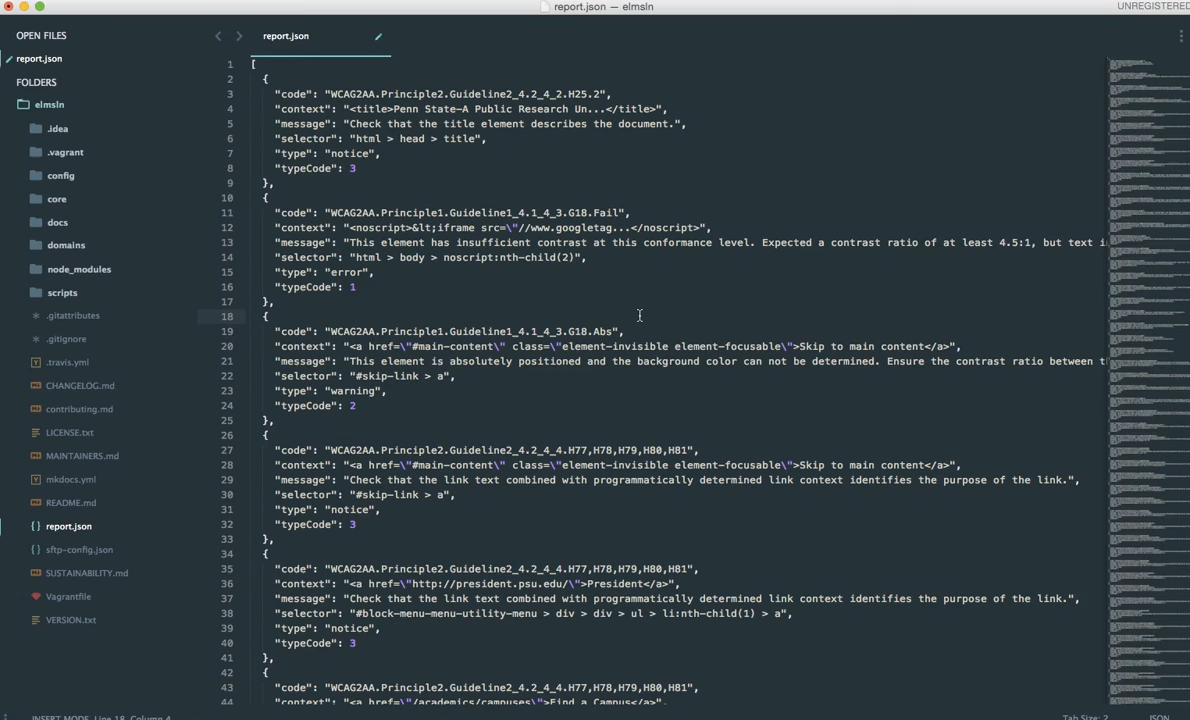 report.json — elmsln
UNREGISTERED
OPEN FILES
report.json
FOLDERS
elmsln
.idea
.vagrant
config
core
docs
domains
node_modules
scripts
.gitattributes
.gitignore
.travis.yml
CHANGELOG.md
contributing.md
LICENSE.txt
MAINTAINERS.md
mkdocs.yml
README.md
report.json
sftp-config.json
SUSTAINABILITY.md
Vagrantfile
VERSION.txt
report.json
1 [
2 {
3 "code": "WCAG2AA.Principle2.Guideline2_4.2_4_2.H25.2",
4 "context": "<title>Penn State-A Public Research Un...</title>",
5 "message": "Check that the title element describes the document.",
6 "selector": "html > head > title",
7 "type": "notice",
8 "typeCode": 3
9 },
10 {
11 "code": "WCAG2AA.Principle1.Guideline1_4.1_4_3.G18.Fail",
12 "context": "<noscript>&lt;iframe src=\"//www.googletag...</noscript>",
13 "message": "This element has insufficient contrast at this conformance level. Expected a contrast ratio of at least 4.5:1, but text i
14 "selector": "html > body > noscript:nth-child(2)",
15 "type": "error",
16 "typeCode": 1
17 },
18 {
19 "code": "WCAG2AA.Principle1.Guideline1_4.1_4_3.G18.Abs",
20 "context": "<a href=\"#main-content\" class=\"element-invisible element-focusable\">Skip to main content</a>",
21 "message": "This element is absolutely positioned and the background color can not be determined. Ensure the contrast ratio between t
22 "selector": "#skip-link > a",
23 "type": "warning",
24 "typeCode": 2
25 },
26 {
27 "code": "WCAG2AA.Principle2.Guideline2_4.2_4_4.H77,H78,H79,H80,H81",
28 "context": "<a href=\"#main-content\" class=\"element-invisible element-focusable\">Skip to main content</a>",
29 "message": "Check that the link text combined with programmatically determined link context identifies the purpose of the link.",
30 "selector": "#skip-link > a",
31 "type": "notice",
32 "typeCode": 3
33 },
34 {
35 "code": "WCAG2AA.Principle2.Guideline2_4.2_4_4.H77,H78,H79,H80,H81",
36 "context": "<a href=\"http://president.psu.edu/\">President</a>",
37 "message": "Check that the link text combined with programmatically determined link context identifies the purpose of the link.",
38 "selector": "#block-menu-menu-utility-menu > div > div > ul > li:nth-child(1) > a",
39 "type": "notice",
40 "typeCode": 3
41 },
42 {
43 "code": "WCAG2AA.Principle2.Guideline2_4.2_4_4.H77,H78,H79,H80,H81",
44 "context": "<a href=\"/academics/campuses\">Find a Campus</a>",
INSERT MODE, Line 18, Column 4
Tab Size: 2
JSON